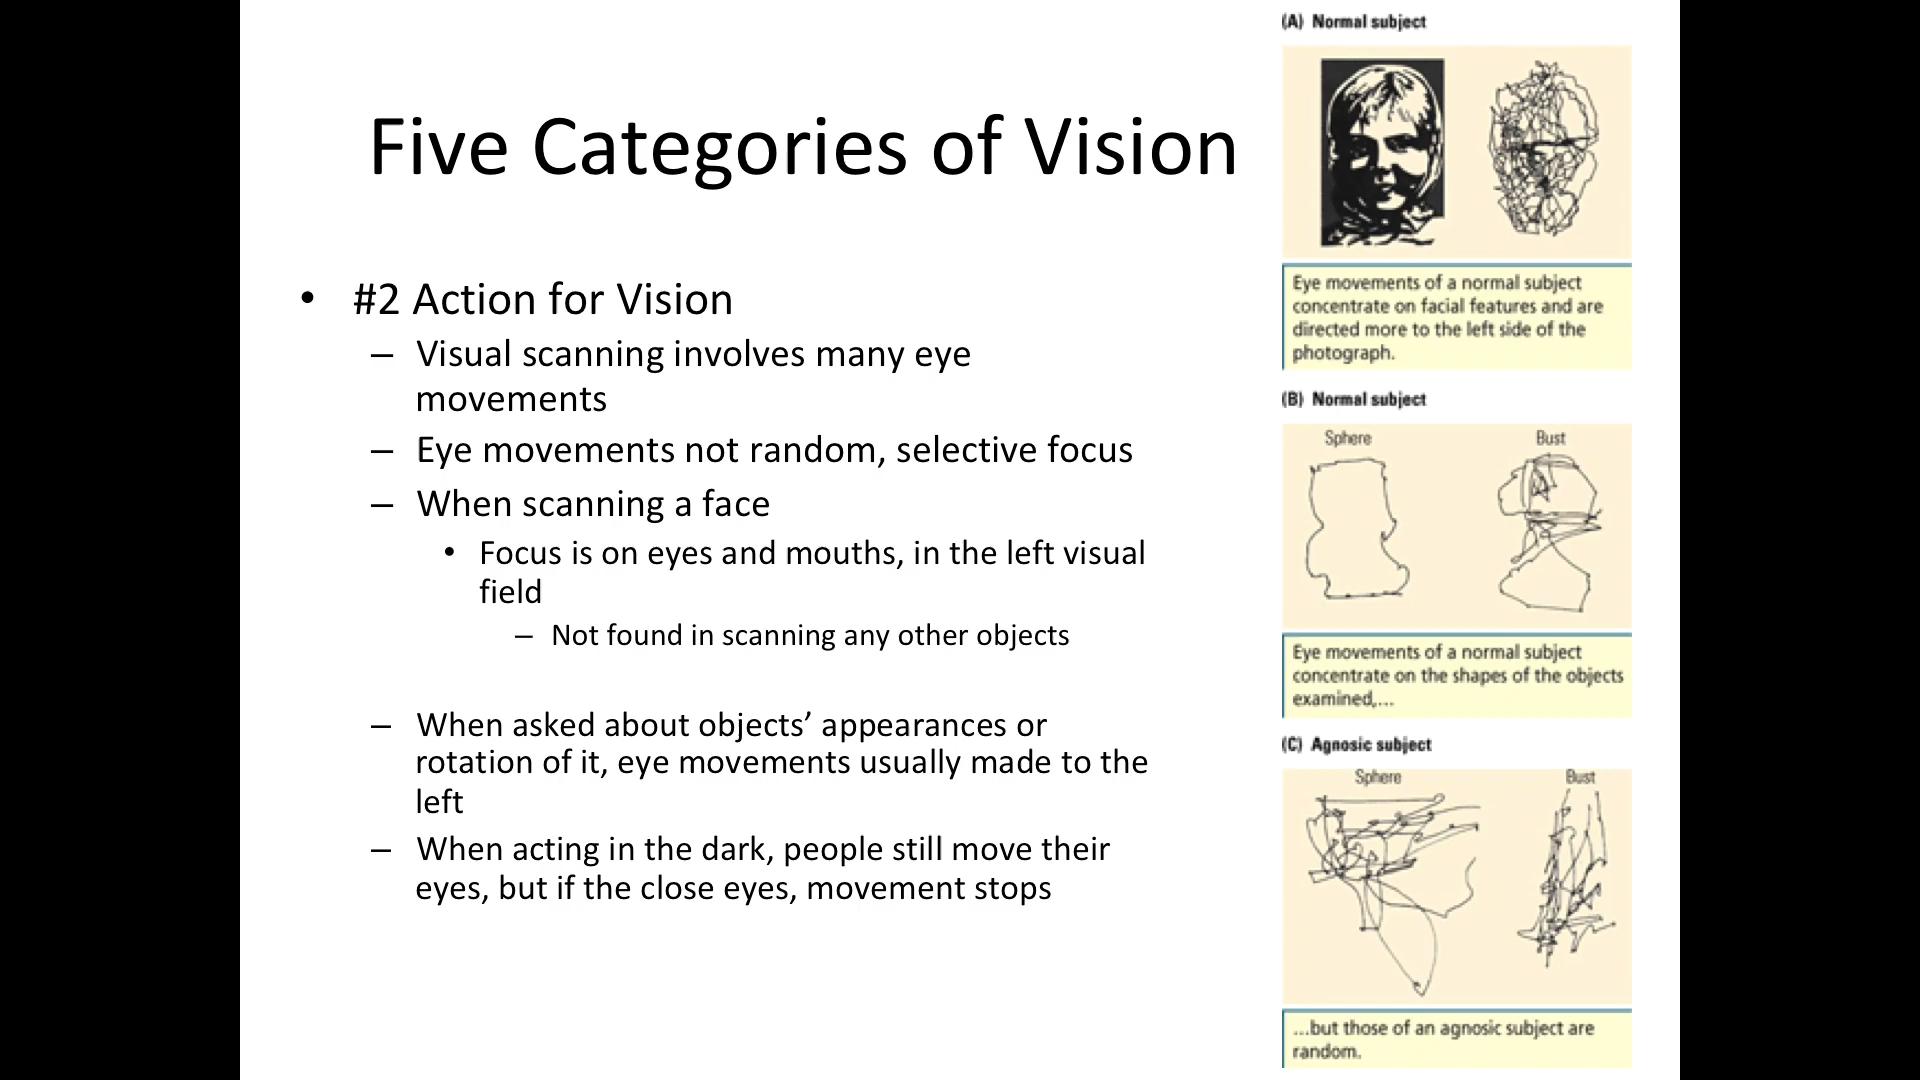 Five Categories of Vision
• #2 Action for Vision
– Visual scanning involves many eye
movements
– Eye movements not random, selective focus
– When scanning a face
• Focus is on eyes and mouths, in the left visual
field
– Not found in scanning any other objects
– When asked about objects’ appearances or
rotation of it, eye movements usually made to the
left
– When acting in the dark, people still move their
eyes, but if the close eyes, movement stops
(A) Normal subject
Eye movements of a normal subject
concentrate on facial features and are
directed more to the left side of the
photograph.
(B) Normal subject
Sphere Bust
Eye movements of a normal subject
concentrate on the shapes of the objects
examined,...
(C) Agnosic subject
Sphere Bust
...but those of an agnosic subject are
random.